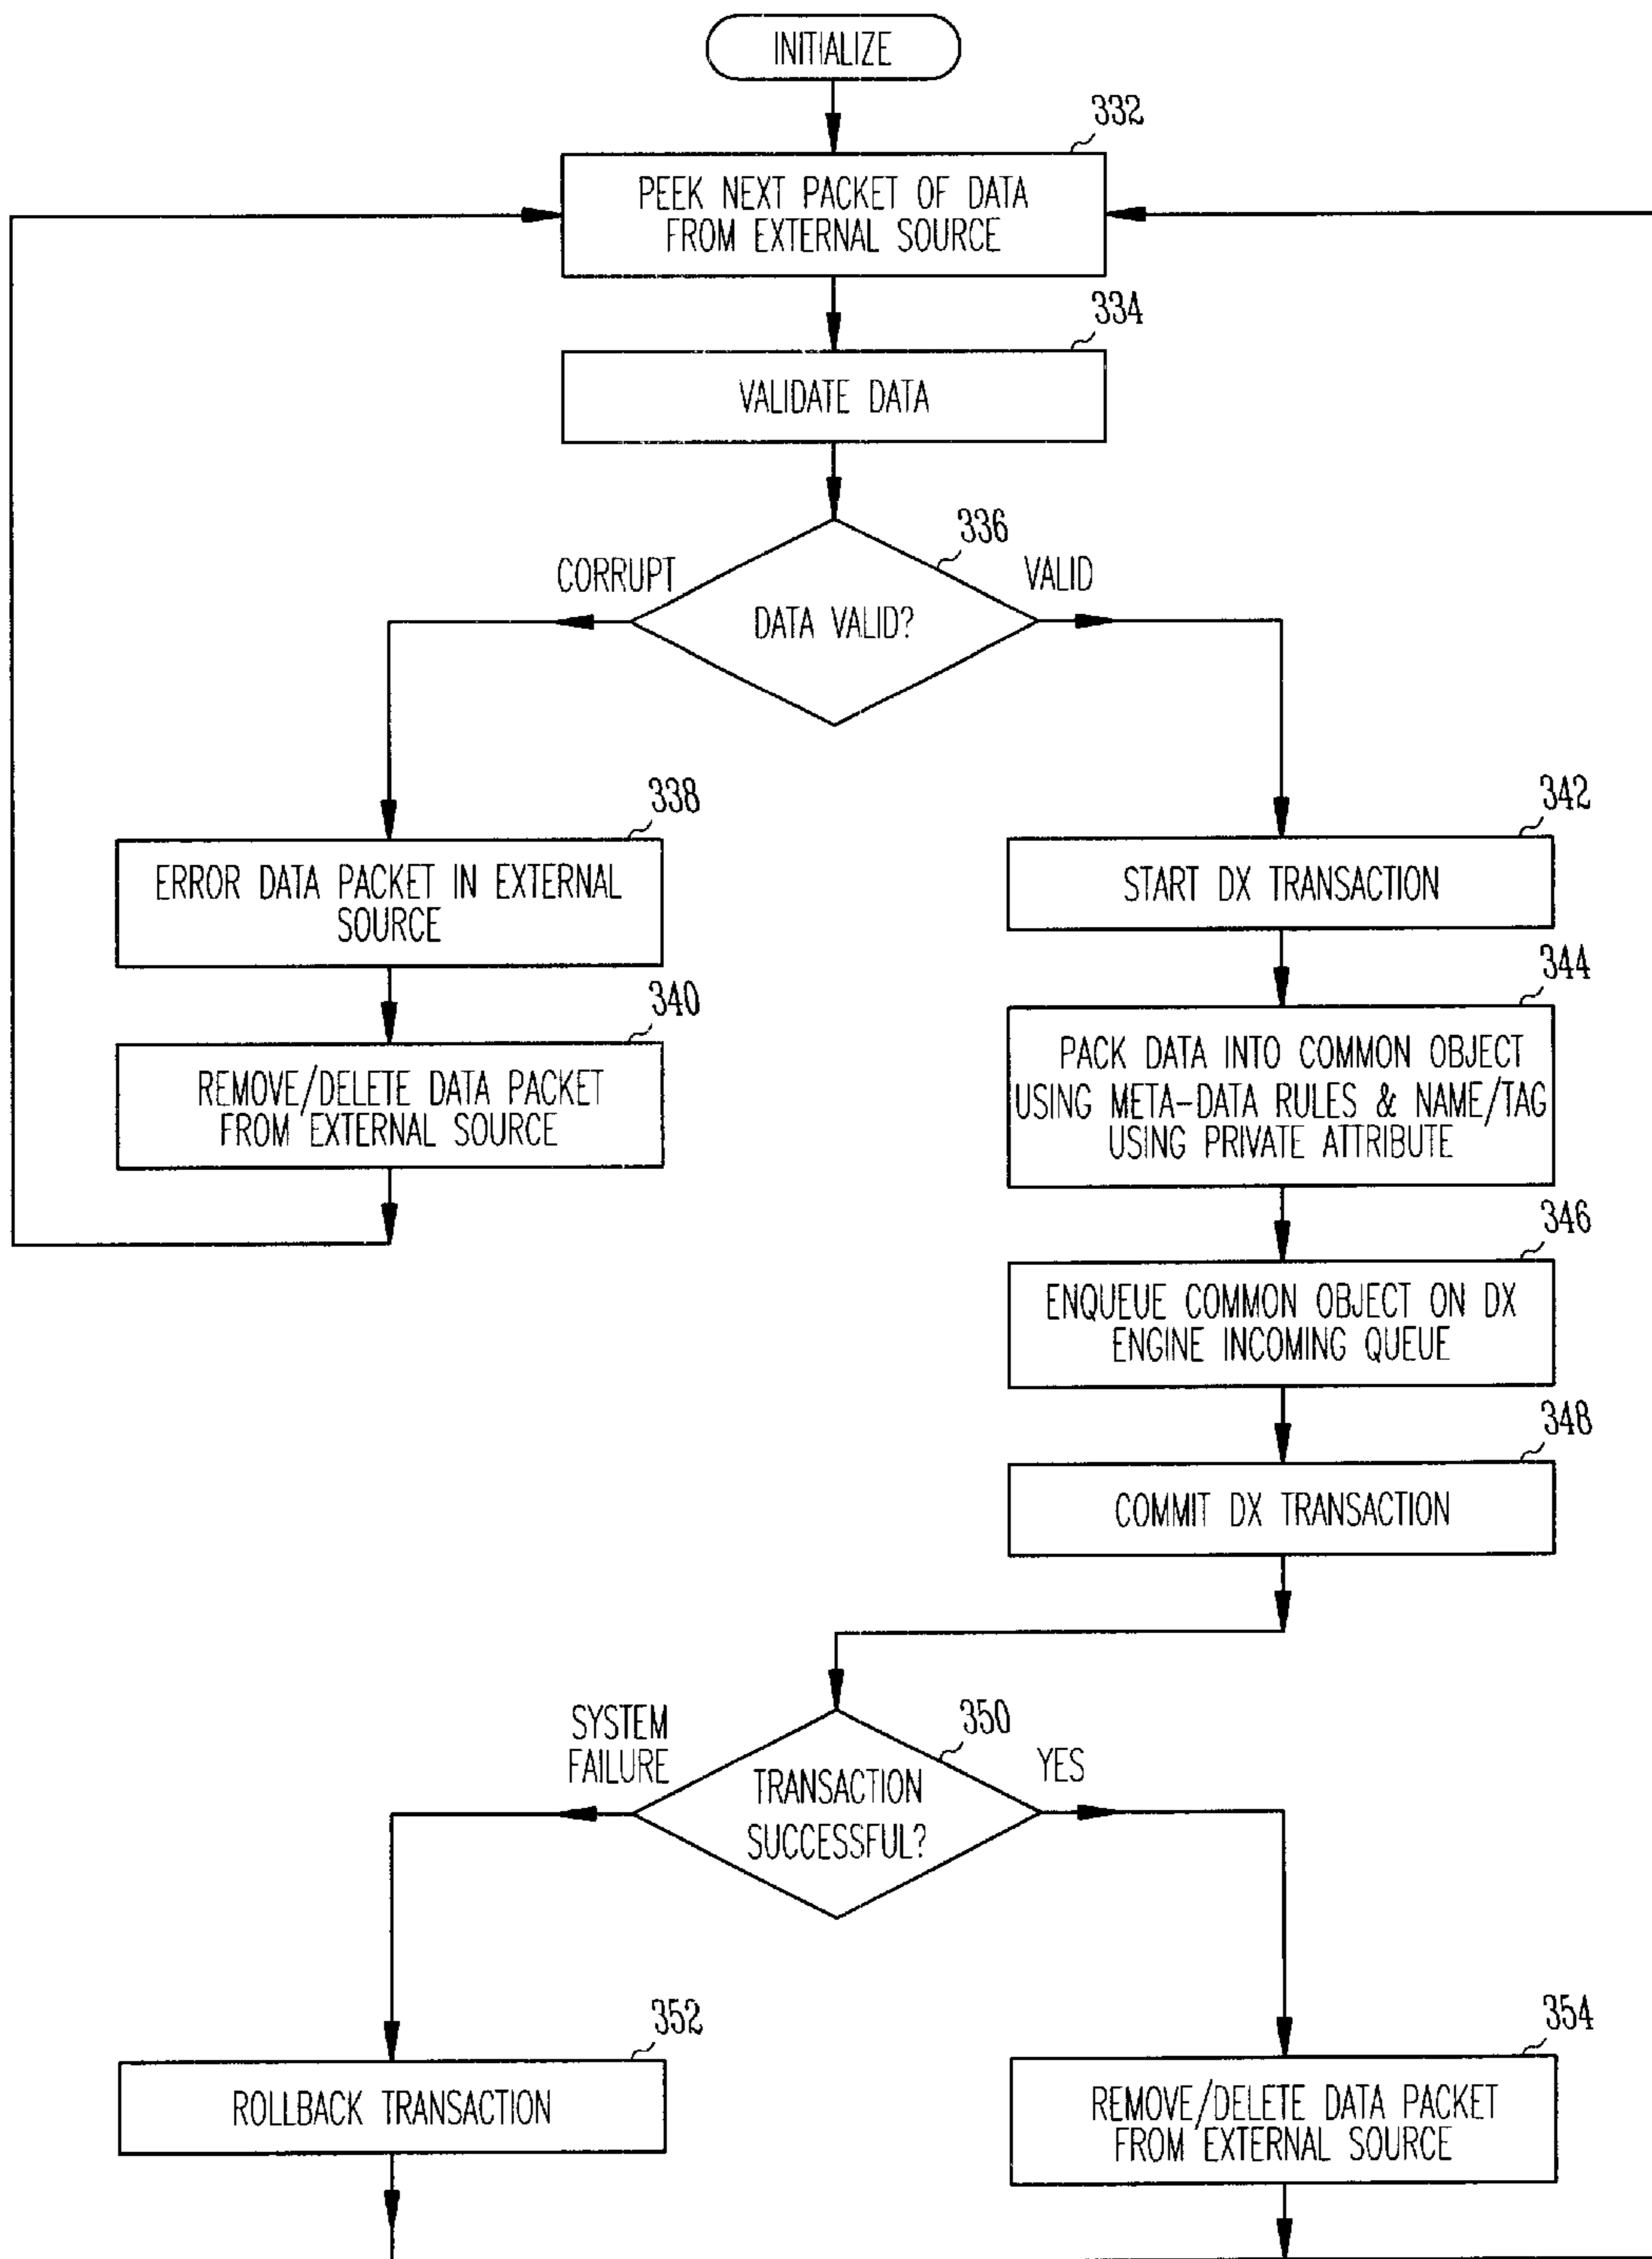 INITIALIZE
332
PEEK NEXT PACKET OF DATA
FROM EXTERNAL SOURCE
334
VALIDATE DATA
336
CORRUPT
VALID
DATA VALID?
338
ERROR DATA PACKET IN EXTERNAL
SOURCE
340
REMOVE/DELETE DATA PACKET
FROM EXTERNAL SOURCE
342
START DX TRANSACTION
344
PACK DATA INTO COMMON OBJECT
USING META-DATA RULES & NAME/TAG
USING PRIVATE ATTRIBUTE
346
ENQUEUE COMMON OBJECT ON DX
ENGINE INCOMING QUEUE
348
COMMIT DX TRANSACTION
350
SYSTEM
FAILURE
YES
TRANSACTION
SUCCESSFUL?
352
ROLLBACK TRANSACTION
354
REMOVE/DELETE DATA PACKET
FROM EXTERNAL SOURCE